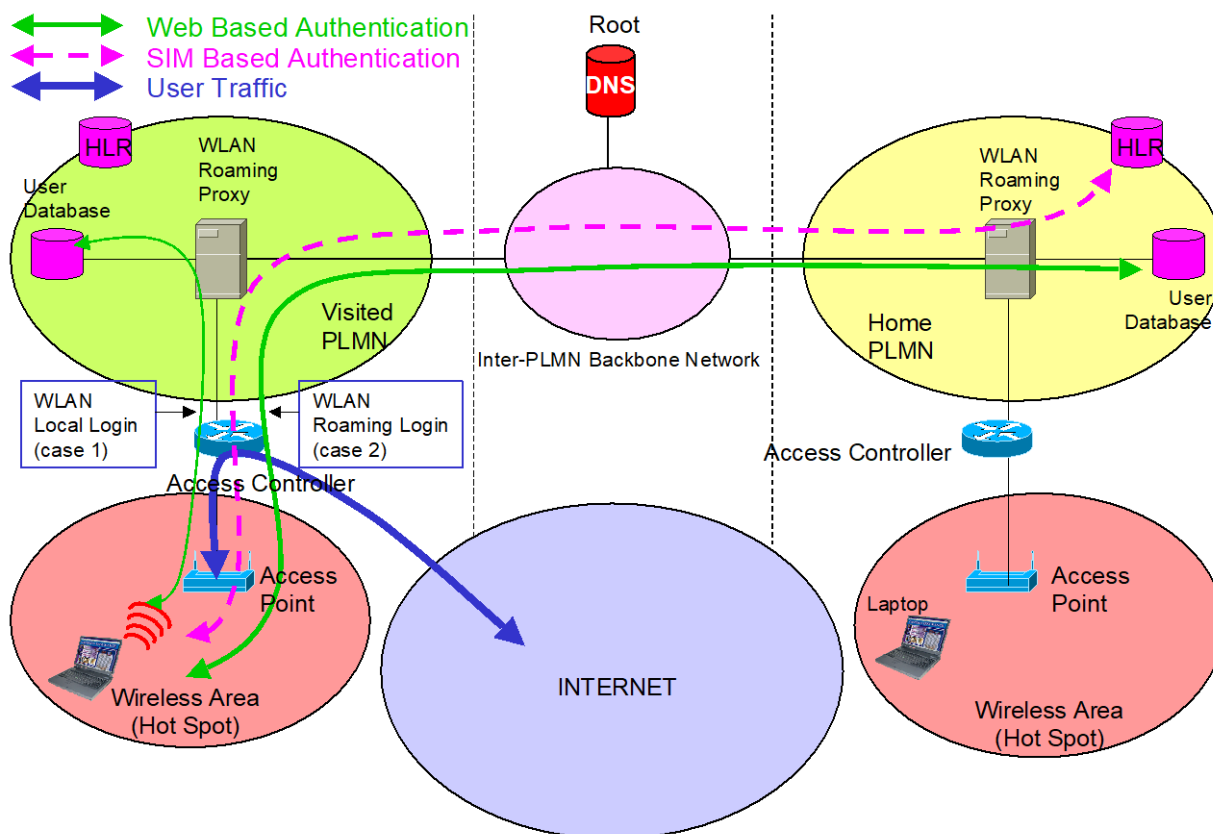 Web Based Authentication
SIM Based Authentication
User Traffic
Root
DNS
HLR
WLAN
Roaming
Proxy
User
Database
Visited
PLMN
Inter-PLMN Backbone Network
WLAN
Roaming
Proxy
HLR
User
Database
Home
PLMN
WLAN
Local Login
(case 1)
WLAN
Roaming Login
(case 2)
Access Controller
Access Controller
Access
Point
Wireless Area
(Hot Spot)
INTERNET
Laptop
Access
Point
Wireless Area
(Hot Spot)